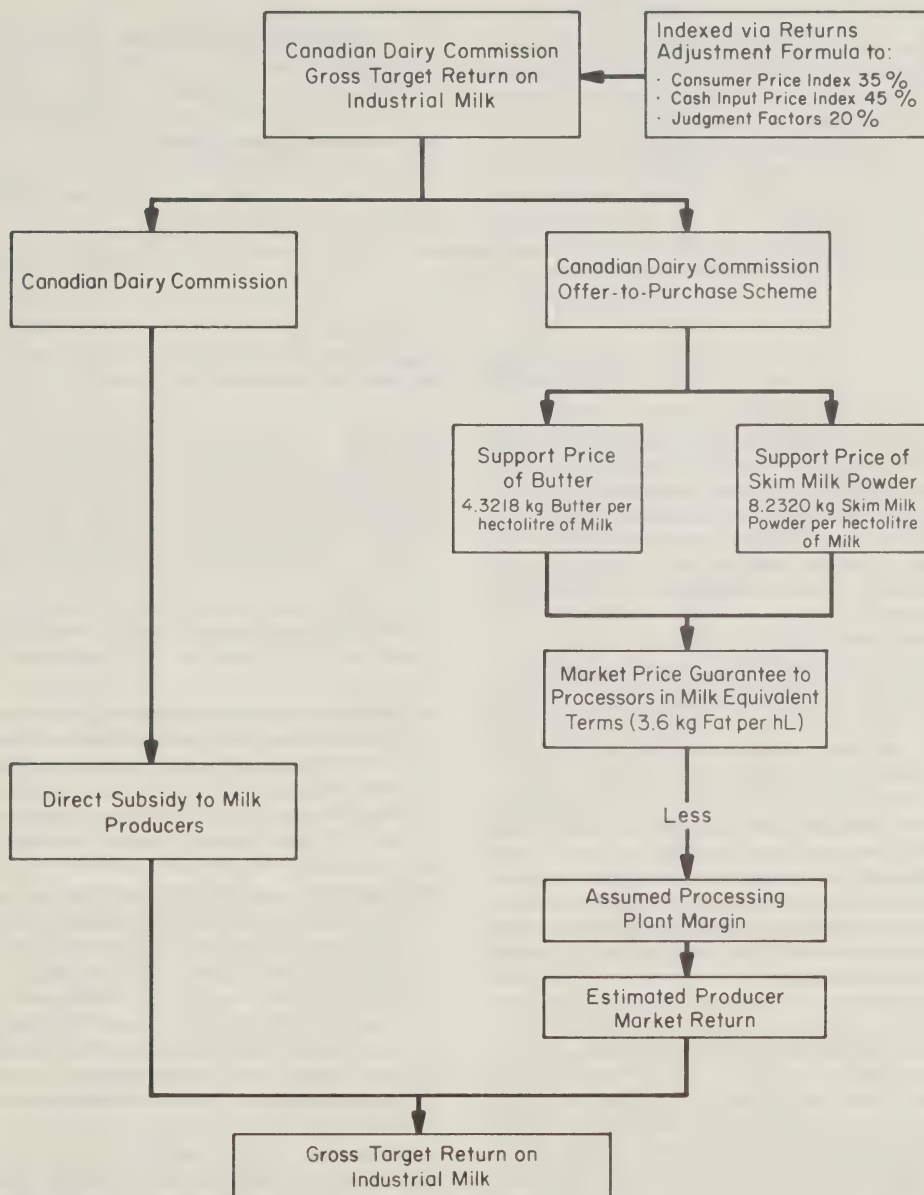 Canadian Dairy Commission
Gross Target Return on
Industrial Milk
Indexed via Returns
Adjustment Formula to:
· Consumer Price Index 35%
· Cash Input Price Index 45%
· Judgment Factors 20%
Canadian Dairy Commission
Canadian Dairy Commission
Offer-to-Purchase Scheme
Support Price
of Butter
4.3218 kg Butter per
hectolitre of Milk
Support Price of
Skim Milk Powder
8.2320 kg Skim Milk
Powder per hectolitre
of Milk
Market Price Guarantee to
Processors in Milk Equivalent
Terms (3.6 kg Fat per hL)
Direct Subsidy to Milk
Producers
Less
Assumed Processing
Plant Margin
Estimated Producer
Market Return
Gross Target Return on
Industrial Milk